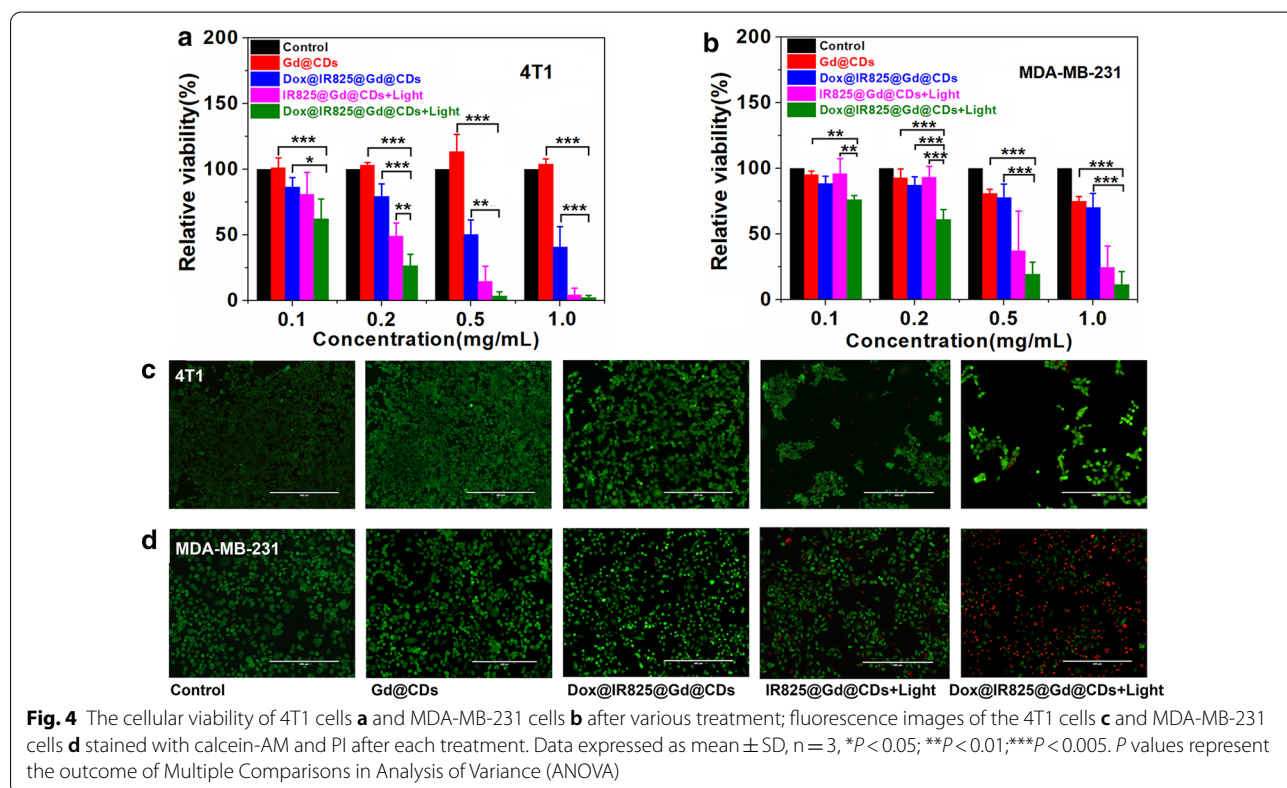 a
200
150
100
50
0
Relative viability(%)
Control
Gd@CDs
Dox@IR825@Gd@CDs
IR825@Gd@CDs+Light
Dox@IR825@Gd@CDs+Light
4T1
***
*
***
***
**
***
**
***
***
0.1 0.2 0.5 1.0
Concentration(mg/mL)
b
200
150
100
50
0
Relative viability(%)
Control
Gd@CDs
Dox@IR825@Gd@CDs
IR825@Gd@CDs+Light
Dox@IR825@Gd@CDs+Light
MDA-MB-231
**
**
***
***
***
***
***
***
***
0.1 0.2 0.5 1.0
Concentration(mg/mL)
c
4T1
d
MDA-MB-231
Control Gd@CDs Dox@IR825@Gd@CDs IR825@Gd@CDs+Light Dox@IR825@Gd@CDs+Light
Fig. 4 The cellular viability of 4T1 cells a and MDA-MB-231 cells b after various treatment; fluorescence images of the 4T1 cells c and MDA-MB-231
cells d stained with calcein-AM and PI after each treatment. Data expressed as mean ± SD, n = 3, *P < 0.05; **P < 0.01;***P < 0.005. P values represent
the outcome of Multiple Comparisons in Analysis of Variance (ANOVA)